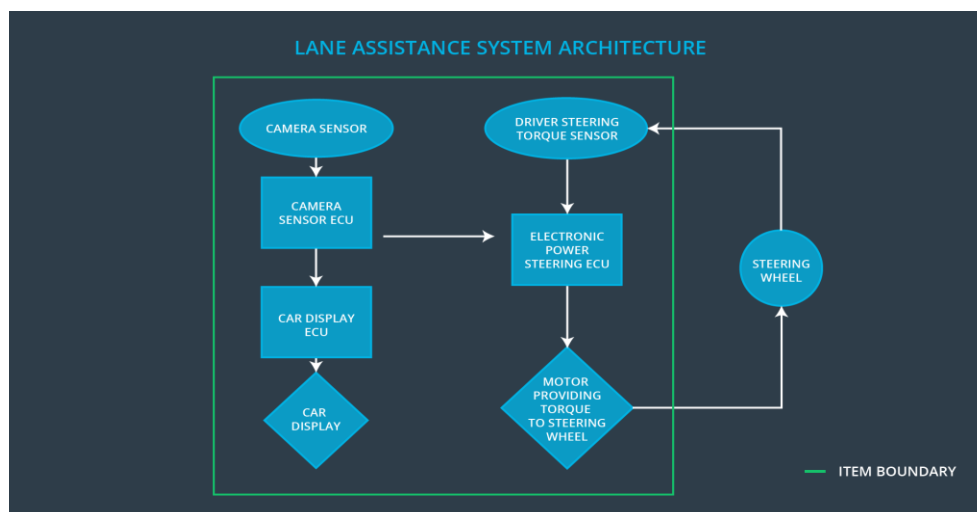 LANE ASSISTANCE SYSTEM ARCHITECTURE
CAMERA SENSOR
CAMERA
SENSOR ECU
CAR DISPLAY
ECU
CAR
DISPLAY
DRIVER STEERING
TORQUE SENSOR
ELECTRONIC
POWER
STEERING ECU
MOTOR
PROVIDING
TORQUE
TO STEERING
WHEEL
STEERING
WHEEL
ITEM BOUNDARY